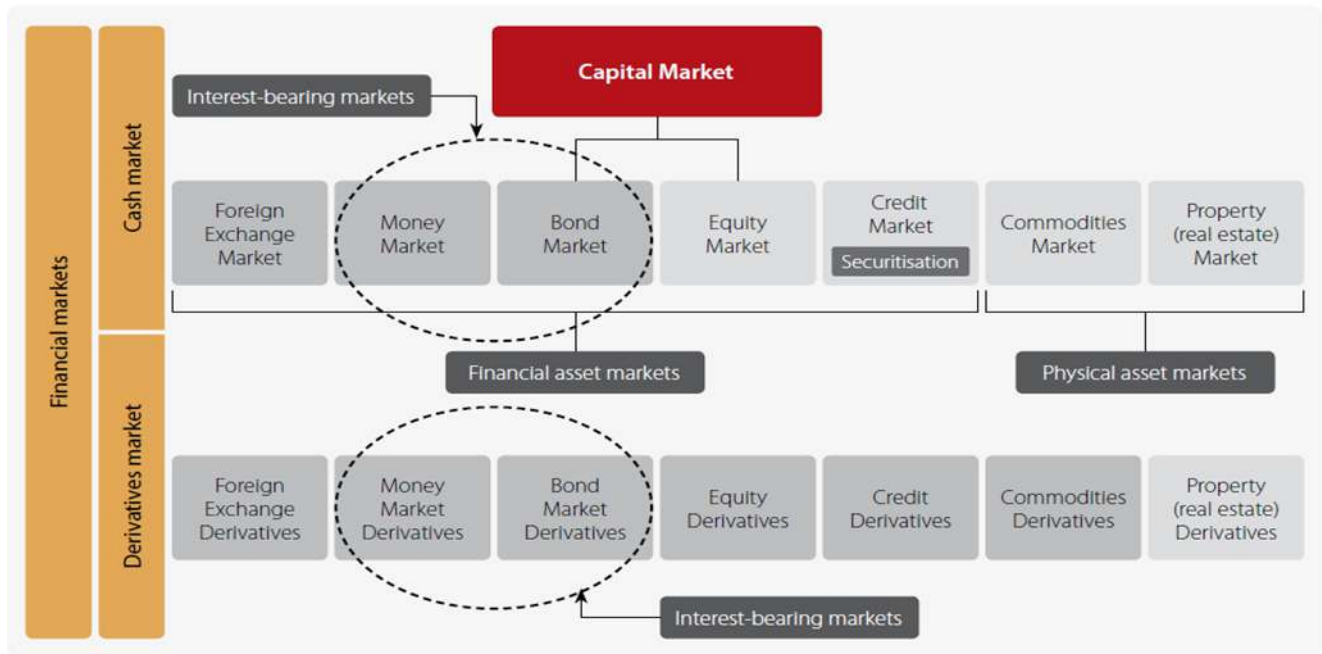 Financial markets
Cash market
Derivatives market
Capital Market
Interest-bearing markets
Foreign
Exchange
Market
Money
Market
Bond
Market
Equity
Market
Credit
Market
Securitisation
Commodities
Market
Property
(real estate)
Market
Financial asset markets
Physical asset markets
Foreign
Exchange
Derivatives
Money
Market
Derivatives
Bond
Market
Derivatives
Equity
Derivatives
Credit
Derivatives
Commodities
Derivatives
Property
(real estate)
Derivatives
Interest-bearing markets